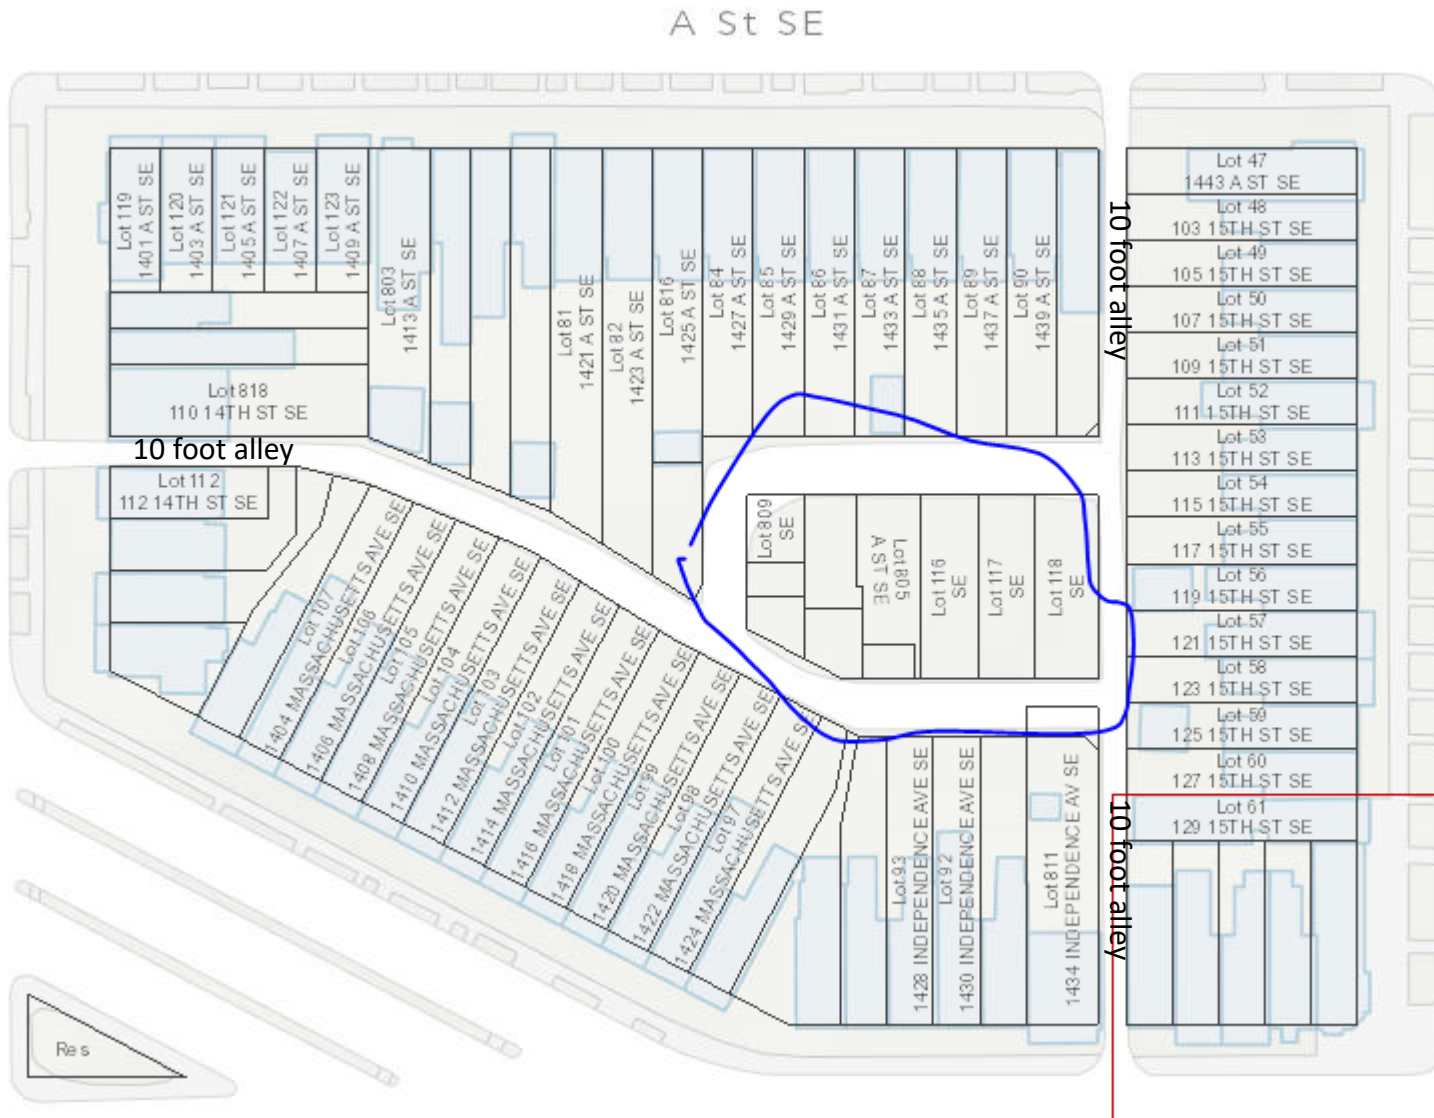 A St SE
Lot 119
1401 A ST SE
Lot 120
1403 A ST SE
Lot 121
1405 A ST SE
Lot 122
1407 A ST SE
Lot 123
1409 A ST SE
Lot 803
1413 A ST SE
Lot 81
1421 A ST SE
Lot 82
1423 A ST SE
Lot 816
1425 A ST SE
Lot 84
1427 A ST SE
Lot 85
1429 A ST SE
Lot 86
1431 A ST SE
Lot 87
1433 A ST SE
Lot 88
1435 A ST SE
Lot 89
1437 A ST SE
Lot 90
1439 A ST SE
10 foot alley
Lot 47
1443 A ST SE
Lot 48
103 15TH ST SE
Lot 49
105 15TH ST SE
Lot 50
107 15TH ST SE
Lot 51
109 15TH ST SE
Lot 52
111 15TH ST SE
Lot 53
113 15TH ST SE
Lot 54
115 15TH ST SE
Lot 55
117 15TH ST SE
Lot 56
119 15TH ST SE
Lot 57
121 15TH ST SE
Lot 58
123 15TH ST SE
Lot 59
125 15TH ST SE
Lot 60
127 15TH ST SE
Lot 61
129 15TH ST SE
Lot 818
110 14TH ST SE
10 foot alley
Lot 112
112 14TH ST SE
Lot 809
SE
Lot 805
A ST SE
Lot 116
SE
Lot 117
SE
Lot 118
SE
Lot 107
1404 MASSACHUSETTS AVE SE
Lot 106
1406 MASSACHUSETTS AVE SE
Lot 105
1408 MASSACHUSETTS AVE SE
Lot 104
1410 MASSACHUSETTS AVE SE
Lot 103
1412 MASSACHUSETTS AVE SE
Lot 102
1414 MASSACHUSETTS AVE SE
Lot 101
1416 MASSACHUSETTS AVE SE
Lot 100
1418 MASSACHUSETTS AVE SE
Lot 99
1420 MASSACHUSETTS AVE SE
Lot 98
1422 MASSACHUSETTS AVE SE
Lot 97
1424 MASSACHUSETTS AVE SE
Lot 93
1428 INDEPENDENCE AVE SE
Lot 92
1430 INDEPENDENCE AVE SE
Lot 811
1434 INDEPENDENCE AV SE
10 foot alley
Res